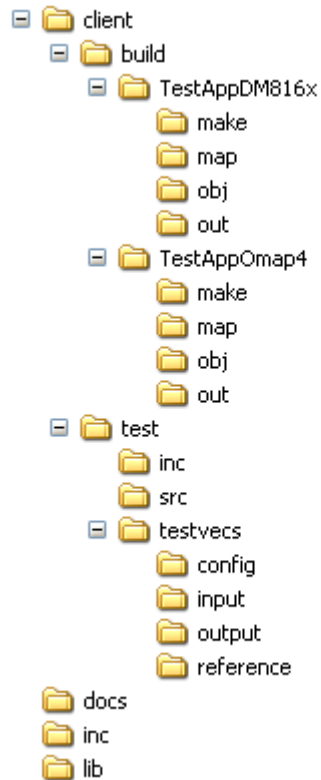 client
build
TestAppDM816x
make
map
obj
out
TestAppOmap4
make
map
obj
out
test
inc
src
testvecs
config
input
output
reference
docs
inc
lib